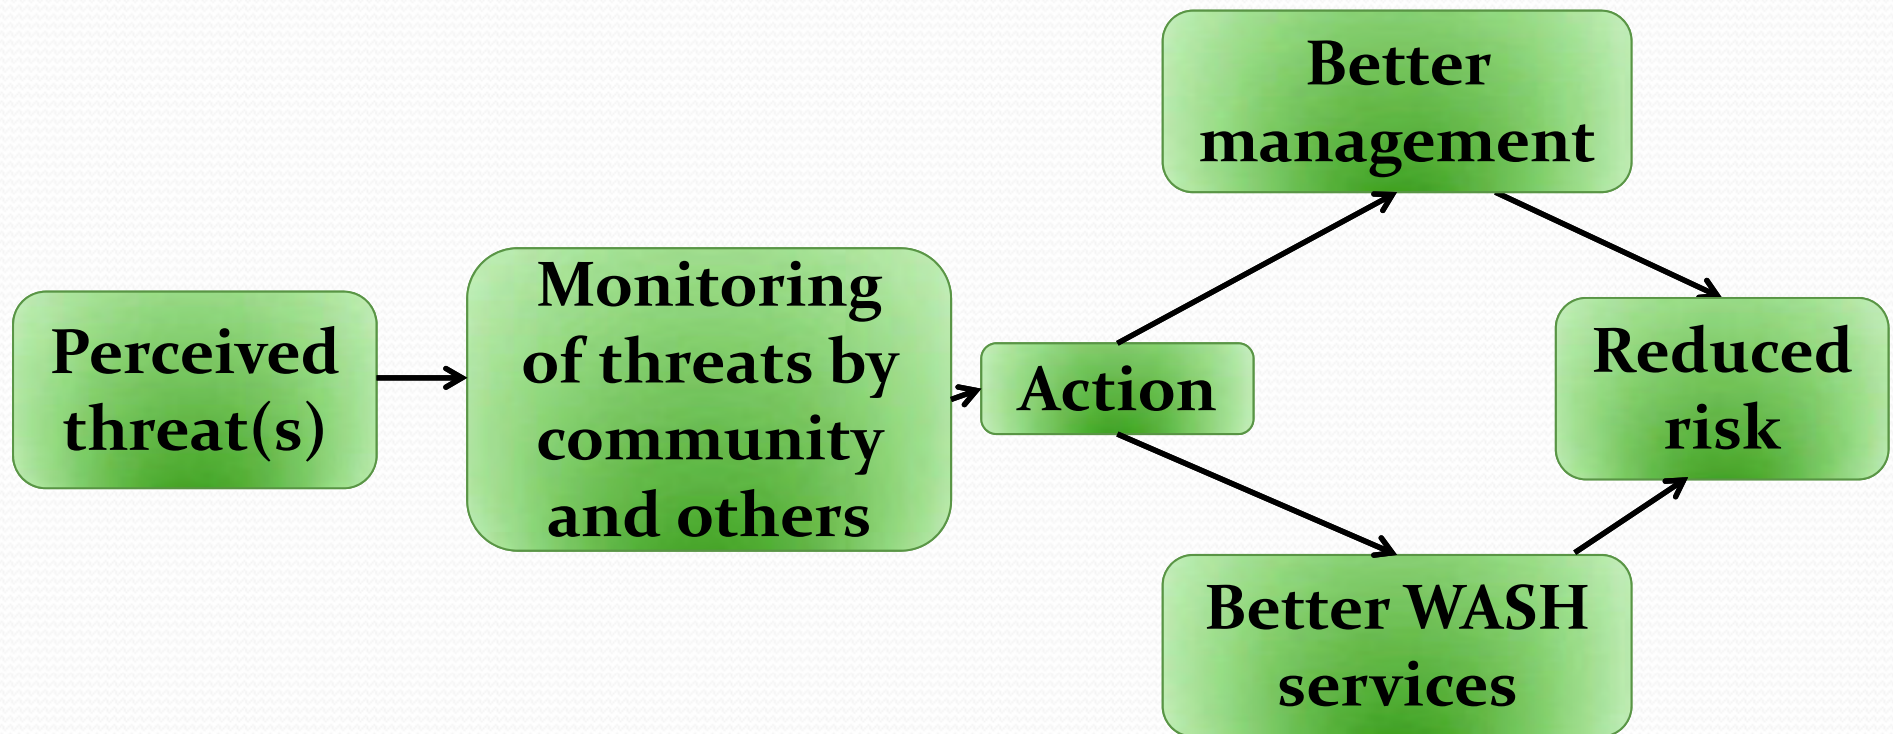 Perceived
threat(s)
Monitoring
of threats by
community
and others
Action
Better
management
Better WASH
services
Reduced
risk